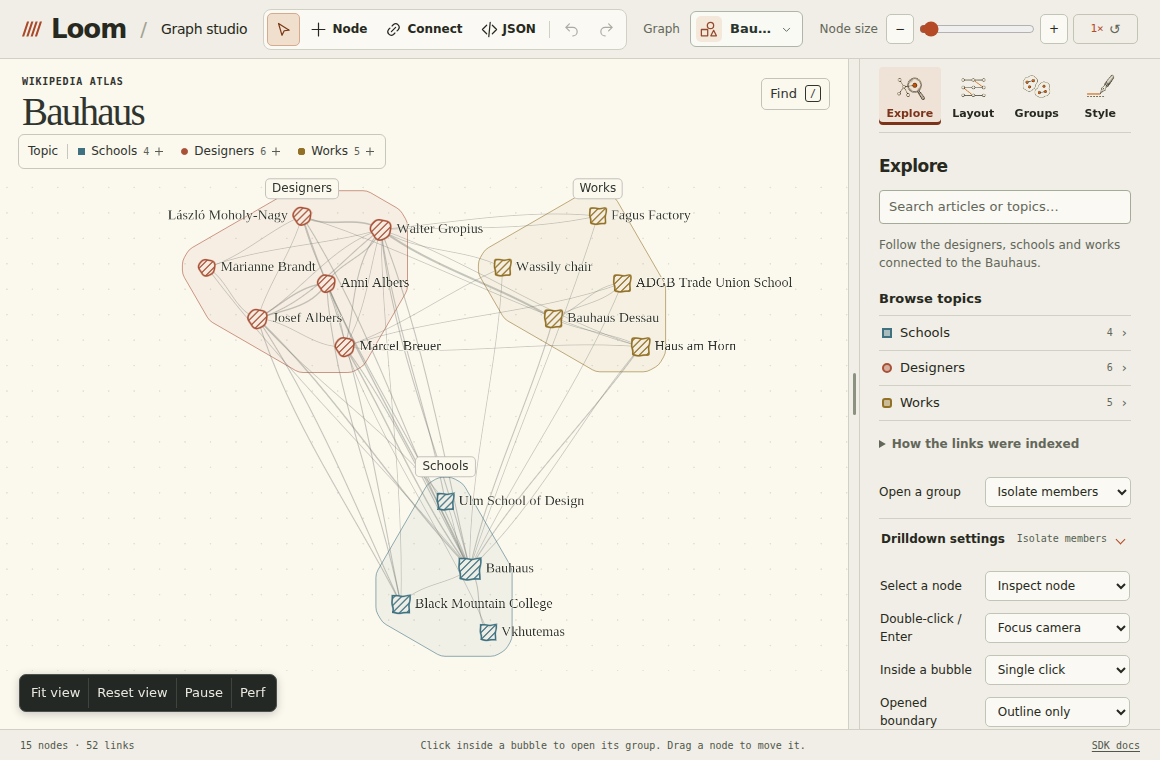 Loom / Graph studio
Node
Connect
JSON
Graph
Bau...
Node size
−
+
1× ↺
WIKIPEDIA ATLAS
Bauhaus
Find /
Topic
Schools 4 +
Designers 6 +
Works 5 +
Designers
Works
László Moholy-Nagy
Walter Gropius
Fagus Factory
Marianne Brandt
Wassily chair
Anni Albers
ADGB Trade Union School
Josef Albers
Bauhaus Dessau
Marcel Breuer
Haus am Horn
Schools
Ulm School of Design
Bauhaus
Black Mountain College
Vkhutemas
Fit view
Reset view
Pause
Perf
Explore
Layout
Groups
Style
Explore
Search articles or topics…
Follow the designers, schools and works
connected to the Bauhaus.
Browse topics
Schools 4 ›
Designers 6 ›
Works 5 ›
How the links were indexed
Open a group
Isolate members
Drilldown settings
Isolate members
Select a node
Inspect node
Double-click /
Enter
Focus camera
Inside a bubble
Single click
Opened
boundary
Outline only
15 nodes · 52 links
Click inside a bubble to open its group. Drag a node to move it.
SDK docs